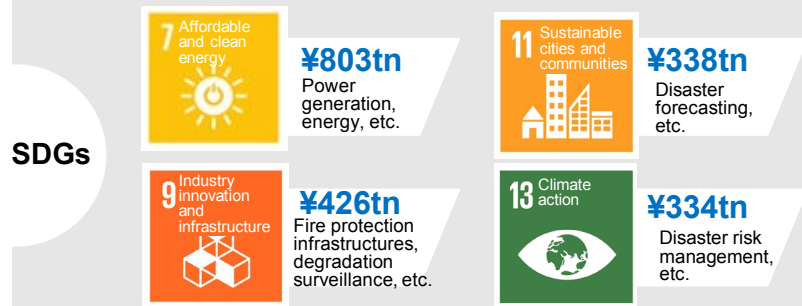 SDGs
7 Affordable
and clean
energy
¥803tn
Power
generation,
energy, etc.
11 Sustainable
cities and
communities
¥338tn
Disaster
forecasting,
etc.
9 Industry
innovation
and
infrastructure
¥426tn
Fire protection
infrastructures,
degradation
surveillance, etc.
13 Climate
action
¥334tn
Disaster risk
management,
etc.